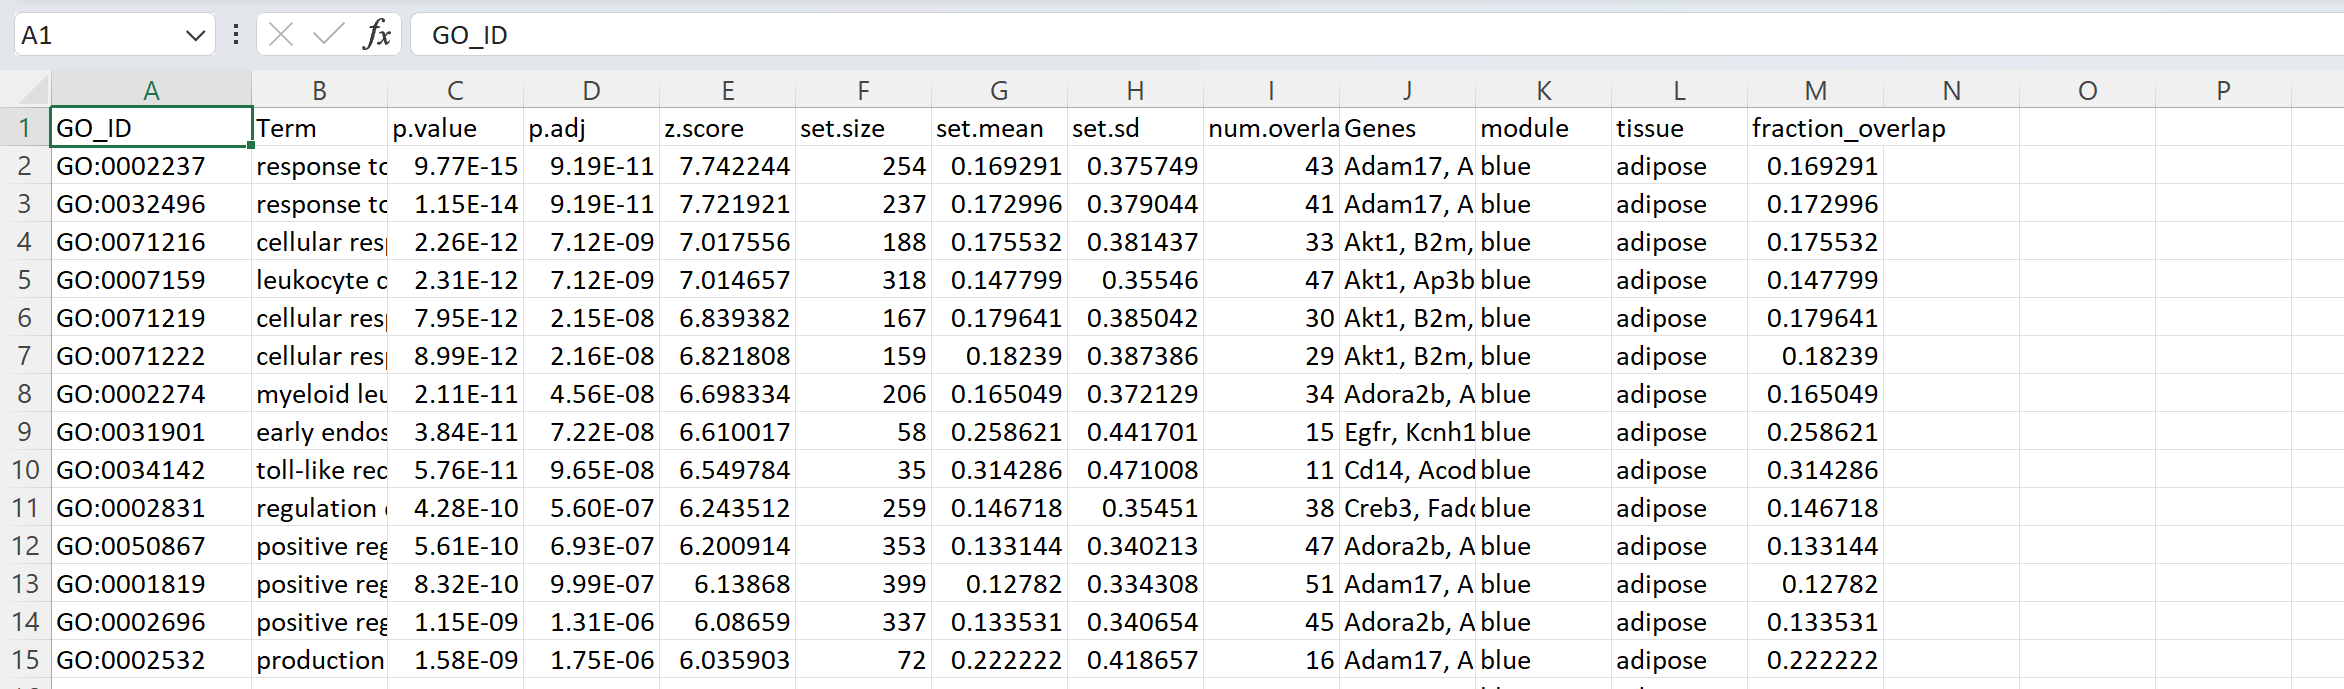 A1 fx GO_ID
A B C D E F G H I J K L M N O P
1 GO_ID Term p.value p.adj z.score set.size set.mean set.sd num.overla Genes module tissue fraction_overlap
2 GO:0002237 response to 9.77E-15 9.19E-11 7.742244 254 0.169291 0.375749 43 Adam17, A blue adipose 0.169291
3 GO:0032496 response to 1.15E-14 9.19E-11 7.721921 237 0.172996 0.379044 41 Adam17, A blue adipose 0.172996
4 GO:0071216 cellular res 2.26E-12 7.12E-09 7.017556 188 0.175532 0.381437 33 Akt1, B2m, blue adipose 0.175532
5 GO:0007159 leukocyte c 2.31E-12 7.12E-09 7.014657 318 0.147799 0.35546 47 Akt1, Ap3b blue adipose 0.147799
6 GO:0071219 cellular res 7.95E-12 2.15E-08 6.839382 167 0.179641 0.385042 30 Akt1, B2m, blue adipose 0.179641
7 GO:0071222 cellular res 8.99E-12 2.16E-08 6.821808 159 0.18239 0.387386 29 Akt1, B2m, blue adipose 0.18239
8 GO:0002274 myeloid leu 2.11E-11 4.56E-08 6.698334 206 0.165049 0.372129 34 Adora2b, A blue adipose 0.165049
9 GO:0031901 early endos 3.84E-11 7.22E-08 6.610017 58 0.258621 0.441701 15 Egfr, Kcnh1 blue adipose 0.258621
10 GO:0034142 toll-like rec 5.76E-11 9.65E-08 6.549784 35 0.314286 0.471008 11 Cd14, Acod blue adipose 0.314286
11 GO:0002831 regulation 4.28E-10 5.60E-07 6.243512 259 0.146718 0.35451 38 Creb3, Fadd blue adipose 0.146718
12 GO:0050867 positive reg 5.61E-10 6.93E-07 6.200914 353 0.133144 0.340213 47 Adora2b, A blue adipose 0.133144
13 GO:0001819 positive reg 8.32E-10 9.99E-07 6.13868 399 0.12782 0.334308 51 Adam17, A blue adipose 0.12782
14 GO:0002696 positive reg 1.15E-09 1.31E-06 6.08659 337 0.133531 0.340654 45 Adora2b, A blue adipose 0.133531
15 GO:0002532 production 1.58E-09 1.75E-06 6.035903 72 0.222222 0.418657 16 Adam17, A blue adipose 0.222222